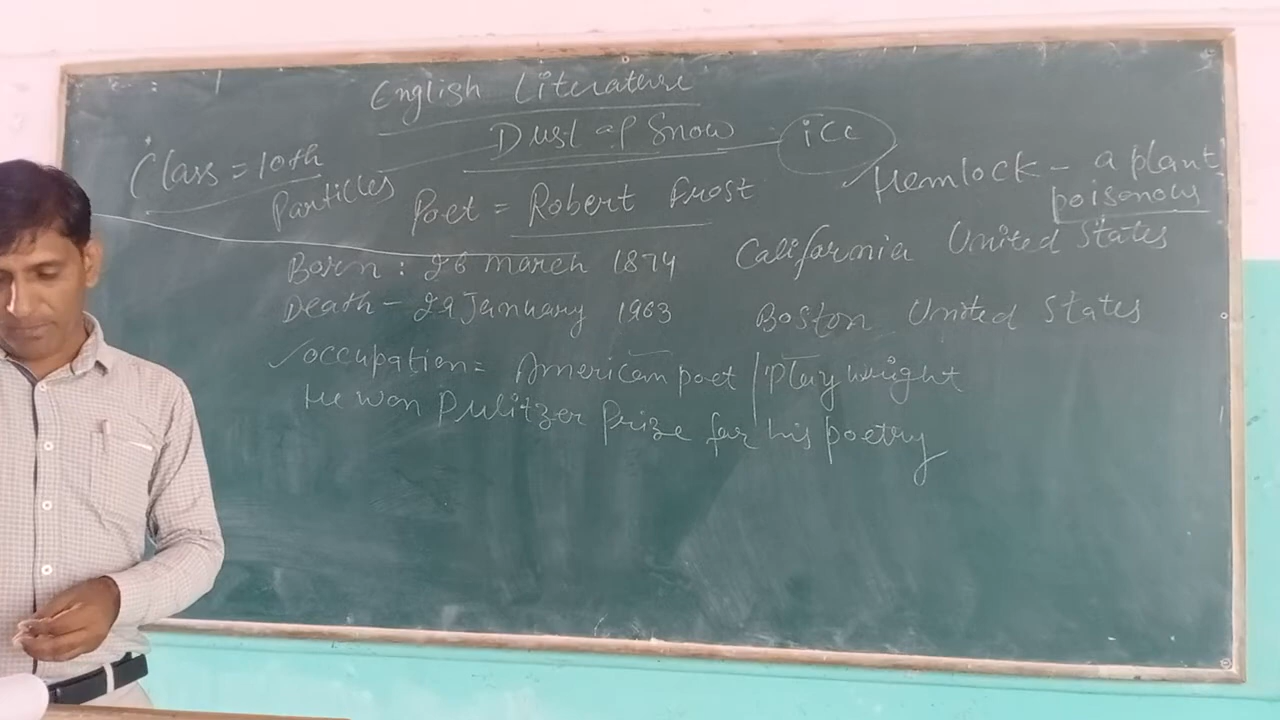 English Literature
Dust of Snow
ice
Class = 10th
Particles
Hemlock - a plant
poisonous
Poet = Robert Frost
Born : 26 march 1874 California United States
Death - 29 January 1963 Boston United States
✓occupation = American poet / Playwright
He won Pulitzer Prize for his poetry